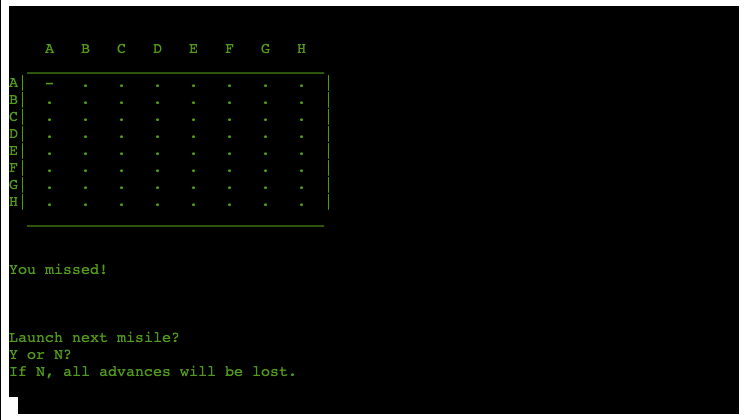 A B C D E F G H
A| - . . . . . . . |
B| . . . . . . . . |
C| . . . . . . . . |
D| . . . . . . . . |
E| . . . . . . . . |
F| . . . . . . . . |
G| . . . . . . . . |
H| . . . . . . . . |
You missed!
Launch next misile?
Y or N?
If N, all advances will be lost.